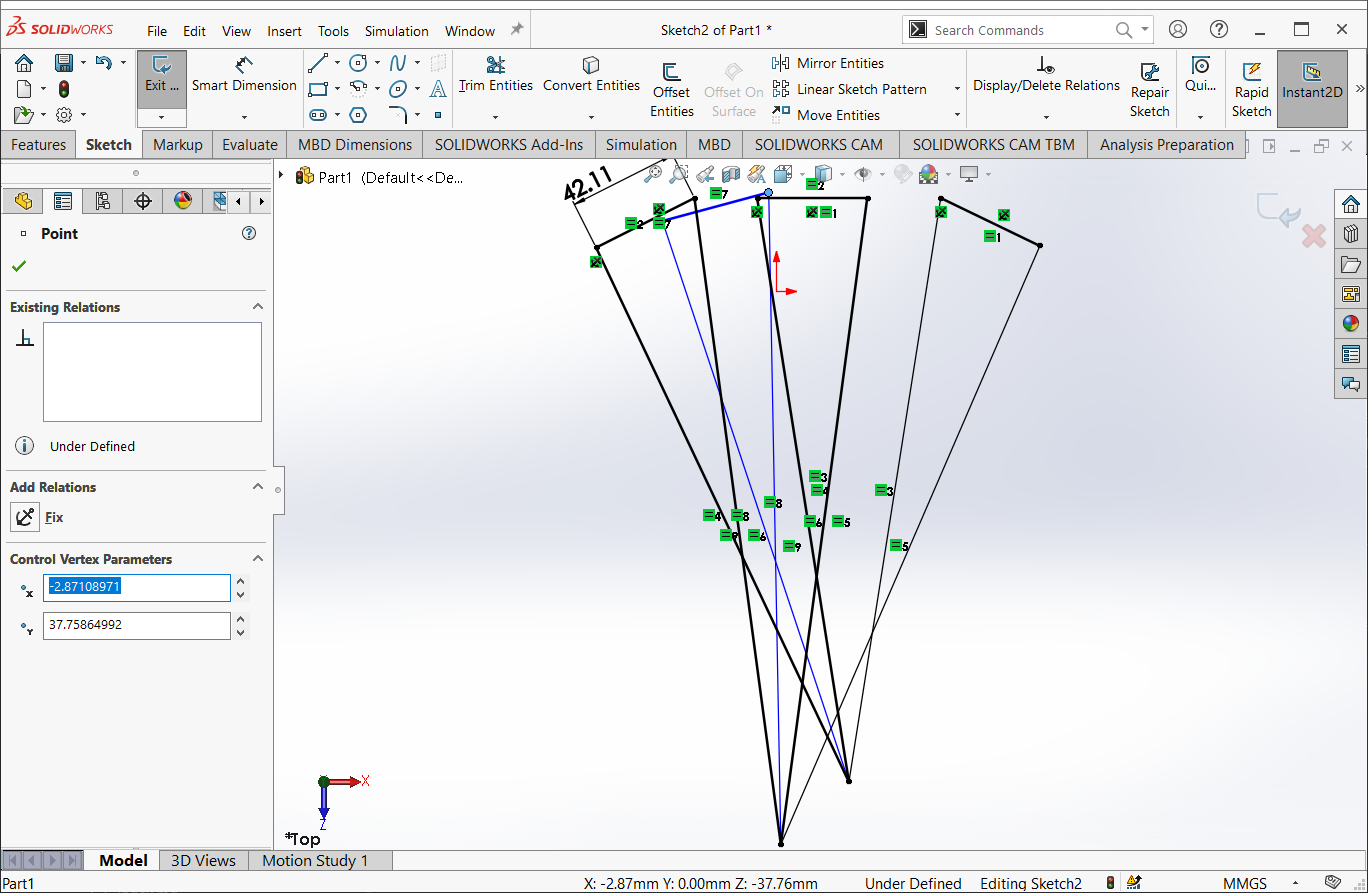 SOLIDWORKS File Edit View Insert Tools Simulation Window Sketch2 of Part1 * Search Commands
Exit ... Smart Dimension Trim Entities Convert Entities Offset Entities Offset On Surface Mirror Entities Linear Sketch Pattern Move Entities Display/Delete Relations Repair Sketch Qui... Rapid Sketch Instant2D
Features Sketch Markup Evaluate MBD Dimensions SOLIDWORKS Add-Ins Simulation MBD SOLIDWORKS CAM SOLIDWORKS CAM TBM Analysis Preparation
Part1 (Default<<De...
Point
Existing Relations
Under Defined
Add Relations
Fix
Control Vertex Parameters
X -2.87108971
Y 37.75864992
42.11
7 2
2 7 1
1
3
4 3
8
4 8 6 5
9 6 9 5
X
Z
*Top
Model 3D Views Motion Study 1
Part1 X: -2.87mm Y: 0.00mm Z: -37.76mm Under Defined Editing Sketch2 MMGS